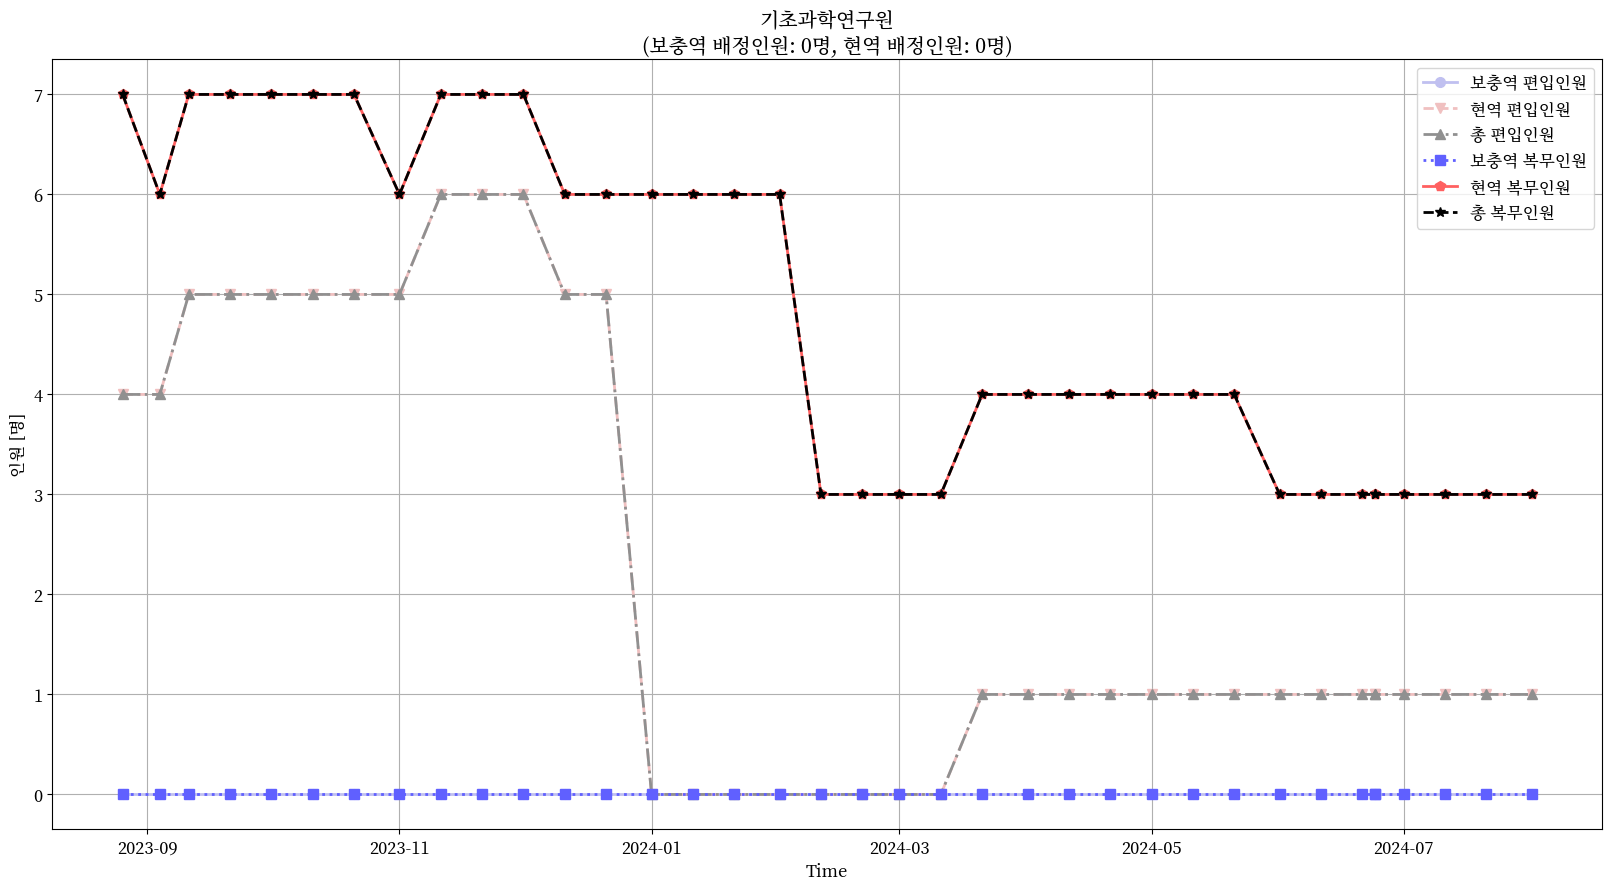 기초과학연구원
(보충역 배정인원: 0명, 현역 배정인원: 0명)
보충역 편입인원
현역 편입인원
총 편입인원
보충역 복무인원
현역 복무인원
총 복무인원
인원 [명]
7
6
5
4
3
2
1
0
2023-09
2023-11
2024-01
2024-03
2024-05
2024-07
Time